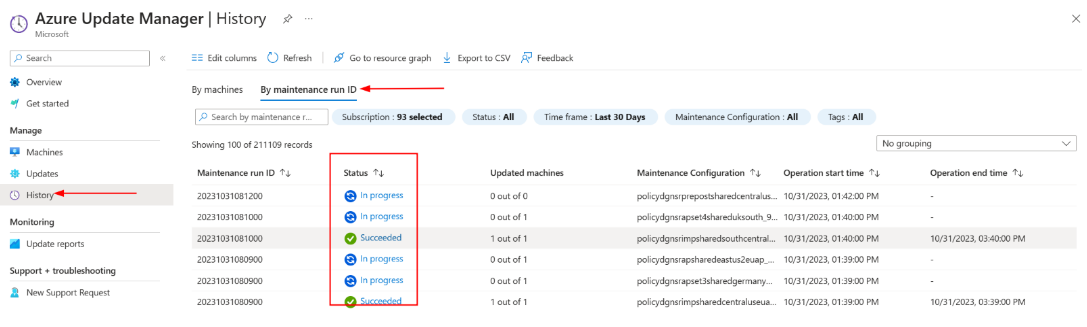 Azure Update Manager | History
Microsoft
Search
Overview
Get started
Manage
Machines
Updates
History
Monitoring
Update reports
Support + troubleshooting
New Support Request
Edit columns Refresh Go to resource graph Export to CSV Feedback
By machines By maintenance run ID
Search by maintenance r... Subscription : 93 selected Status : All Time frame : Last 30 Days Maintenance Configuration : All Tags : All
Showing 100 of 211109 records No grouping
Maintenance run ID Status Updated machines Maintenance Configuration Operation start time Operation end time
20231031081200 In progress 0 out of 0 policydgnsrpreposthsharedcentralus... 10/31/2023, 01:42:00 PM -
20231031081000 In progress 0 out of 1 policydgnsrapset4shareduksouth_9... 10/31/2023, 01:40:00 PM -
20231031081000 Succeeded 1 out of 1 policydgnsrimpsharedsouthcentral... 10/31/2023, 01:40:00 PM 10/31/2023, 03:40:00 PM
20231031080900 In progress 0 out of 1 policydgnsrapsharedeastus2euap_... 10/31/2023, 01:39:00 PM -
20231031080900 In progress 0 out of 1 policydgnsrapset3sharedgermany... 10/31/2023, 01:39:00 PM -
20231031080900 Succeeded 1 out of 1 policydgnsrimpsharedcentraluseua... 10/31/2023, 01:39:00 PM 10/31/2023, 03:39:00 PM